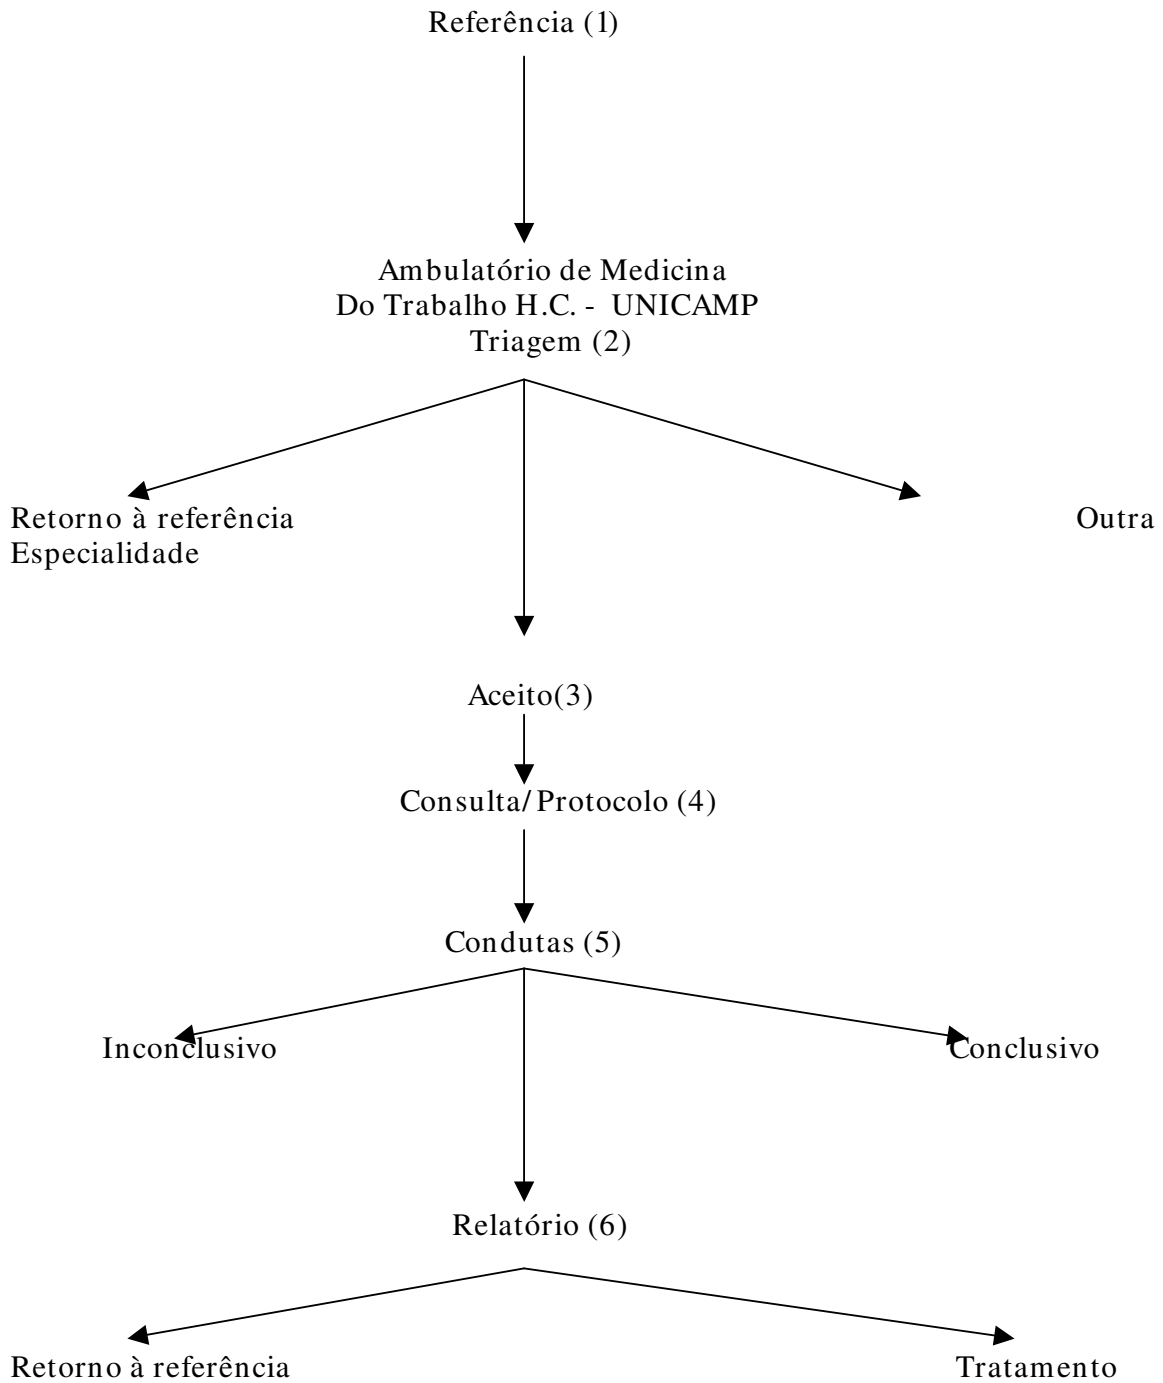 Referência (1)
Ambulatório de Medicina
Do Trabalho H.C. - UNICAMP
Triagem (2)
Retorno à referência Outra
Especialidade
Aceito(3)
Consulta/Protocolo (4)
Condutas (5)
Inconclusivo Conclusivo
Relatório (6)
Retorno à referência Tratamento